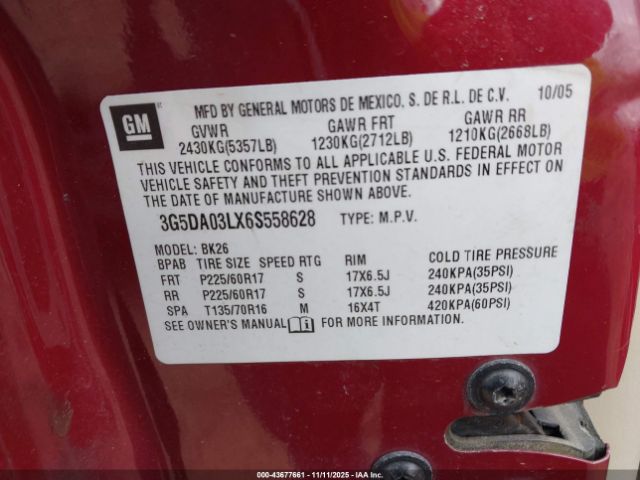 GM
MFD BY GENERAL MOTORS DE MEXICO, S. DE R.L. DE C.V. 10/05
GVWR GAWR FRT GAWR RR
2430KG(5357LB) 1230KG(2712LB) 1210KG(2668LB)
THIS VEHICLE CONFORMS TO ALL APPLICABLE U.S. FEDERAL MOTOR
VEHICLE SAFETY AND THEFT PREVENTION STANDARDS IN EFFECT ON
THE DATE OF MANUFACTURE SHOWN ABOVE.
3G5DA03LX6S558628 TYPE: M.P.V.
MODEL: BK26
BPAB TIRE SIZE SPEED RTG RIM COLD TIRE PRESSURE
FRT P225/60R17 S 17X6.5J 240KPA(35PSI)
RR P225/60R17 S 17X6.5J 240KPA(35PSI)
SPA T135/70R16 M 16X4T 420KPA(60PSI)
SEE OWNER'S MANUAL FOR MORE INFORMATION.
000-43677661 - 11/11/2025 - IAAI.COM